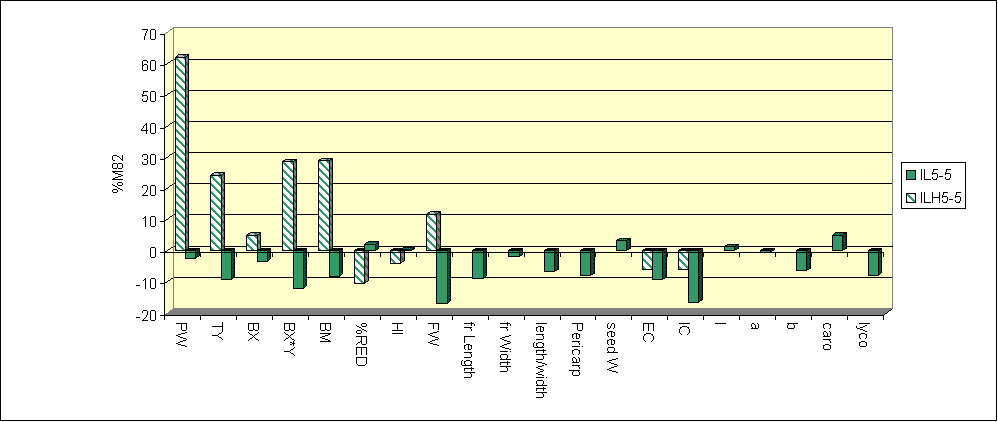 70
60
50
40
30
20
10
0
-10
-20
%M82
PW
TY
BX
BX*Y
BM
%RED
HI
FW
fr Length
fr Width
length/width
Pericarp
seed W
EC
IC
l
a
b
caro
lyco
IL5-5
ILH5-5